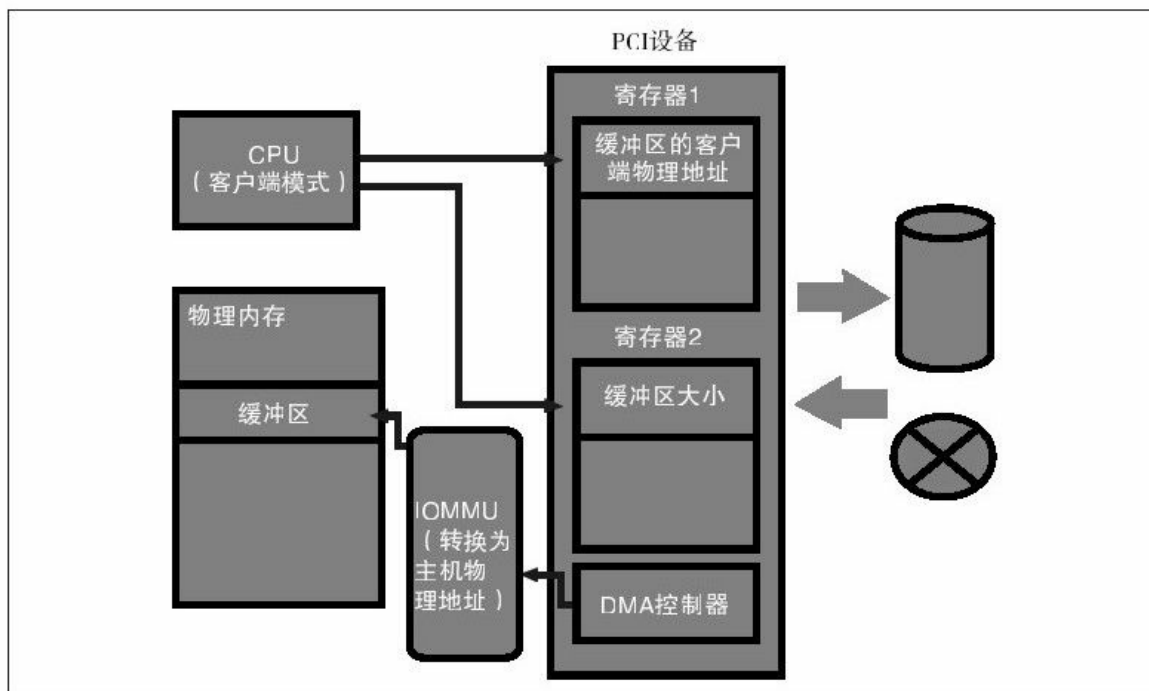 PCI设备
寄存器1
CPU
（客户端模式）
缓冲区的客户
端物理地址
物理内存
寄存器2
缓冲区大小
缓冲区
IOMMU
（转换为
主机物
理地址）
DMA控制器